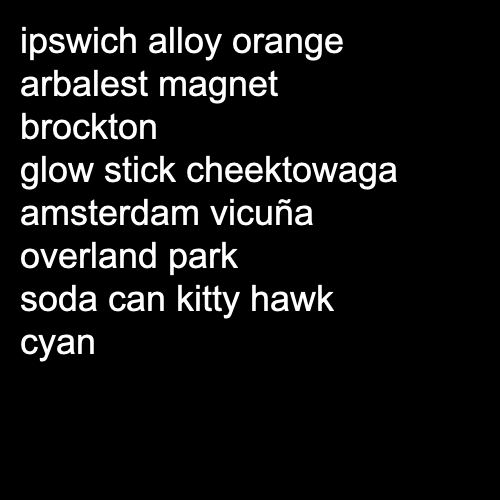 ipswich alloy orange
arbalest magnet
brockton
glow stick cheektowaga
amsterdam vicuña
overland park
soda can kitty hawk
cyan